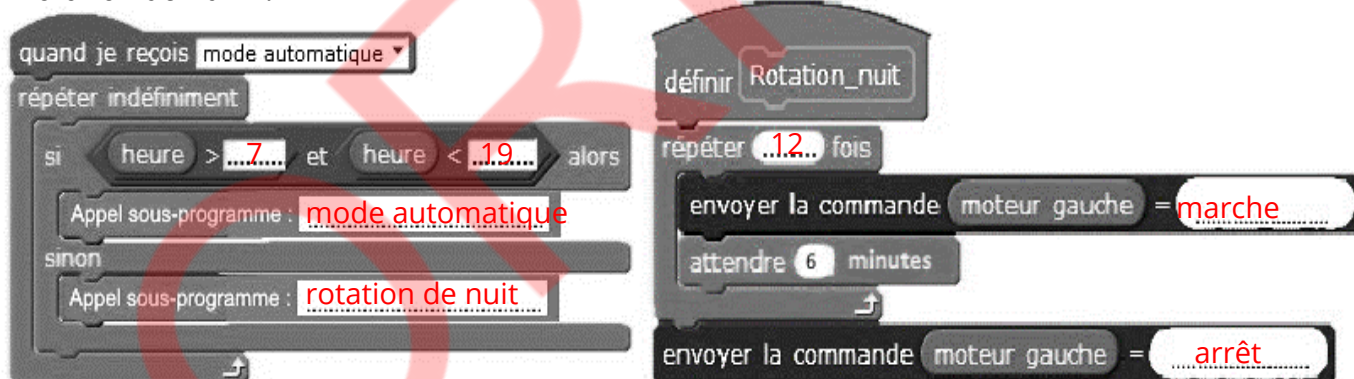 quand je reçois mode automatique
répéter indéfiniment
si heure > 7 et heure < 19 alors
Appel sous-programme : mode automatique
sinon
Appel sous-programme : rotation de nuit
définir Rotation_nuit
répéter 12 fois
envoyer la commande moteur gauche = marche
attendre 6 minutes
envoyer la commande moteur gauche = arrêt